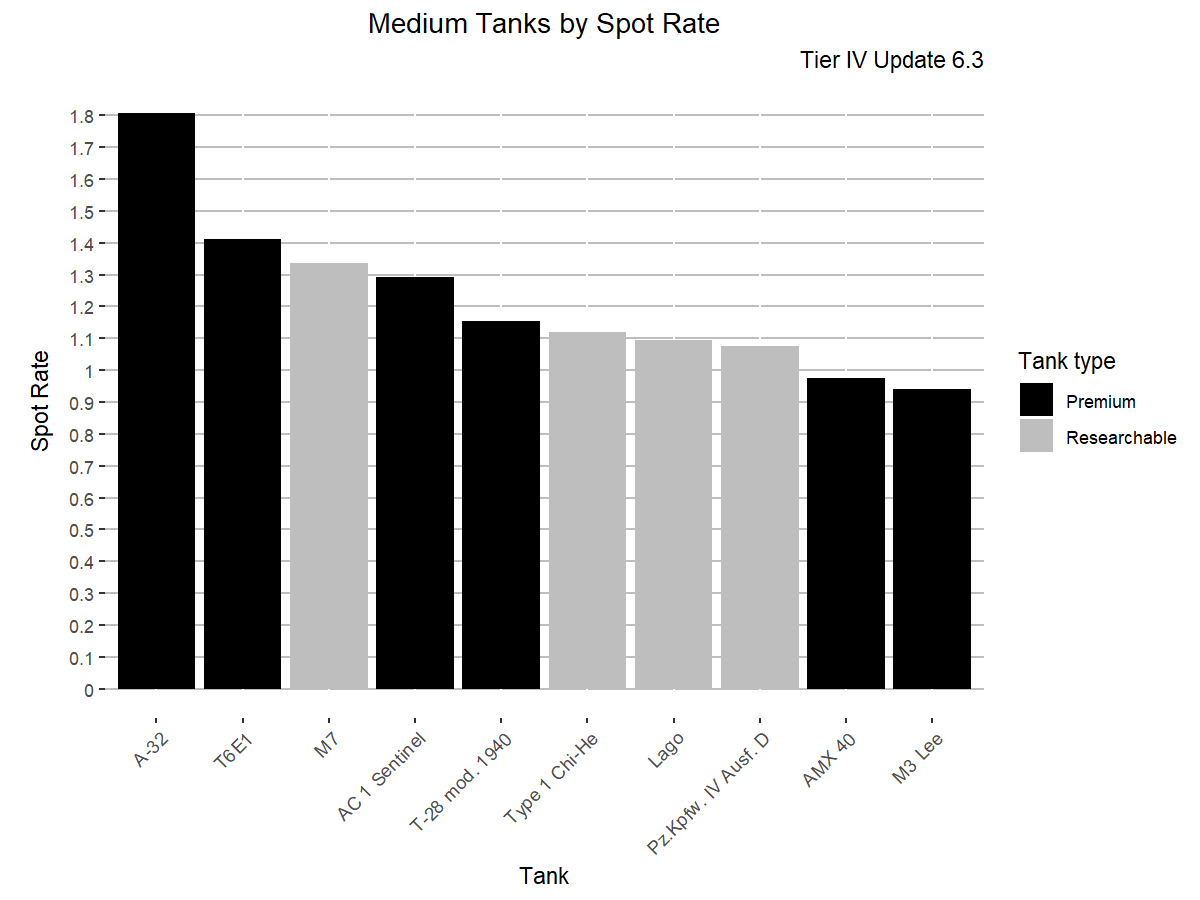 Medium Tanks by Spot Rate
Tier IV Update 6.3
1.8
1.7
1.6
1.5
1.4
1.3
1.2
1.1
1
0.9
0.8
0.7
0.6
0.5
0.4
0.3
0.2
0.1
0
Spot Rate
A-32
T6E1
M7
AC 1 Sentinel
T-28 mod. 1940
Type 1 Chi-He
Lago
Pz.Kpfw. IV Ausf. D
AMX 40
M3 Lee
Tank
Tank type
Premium
Researchable